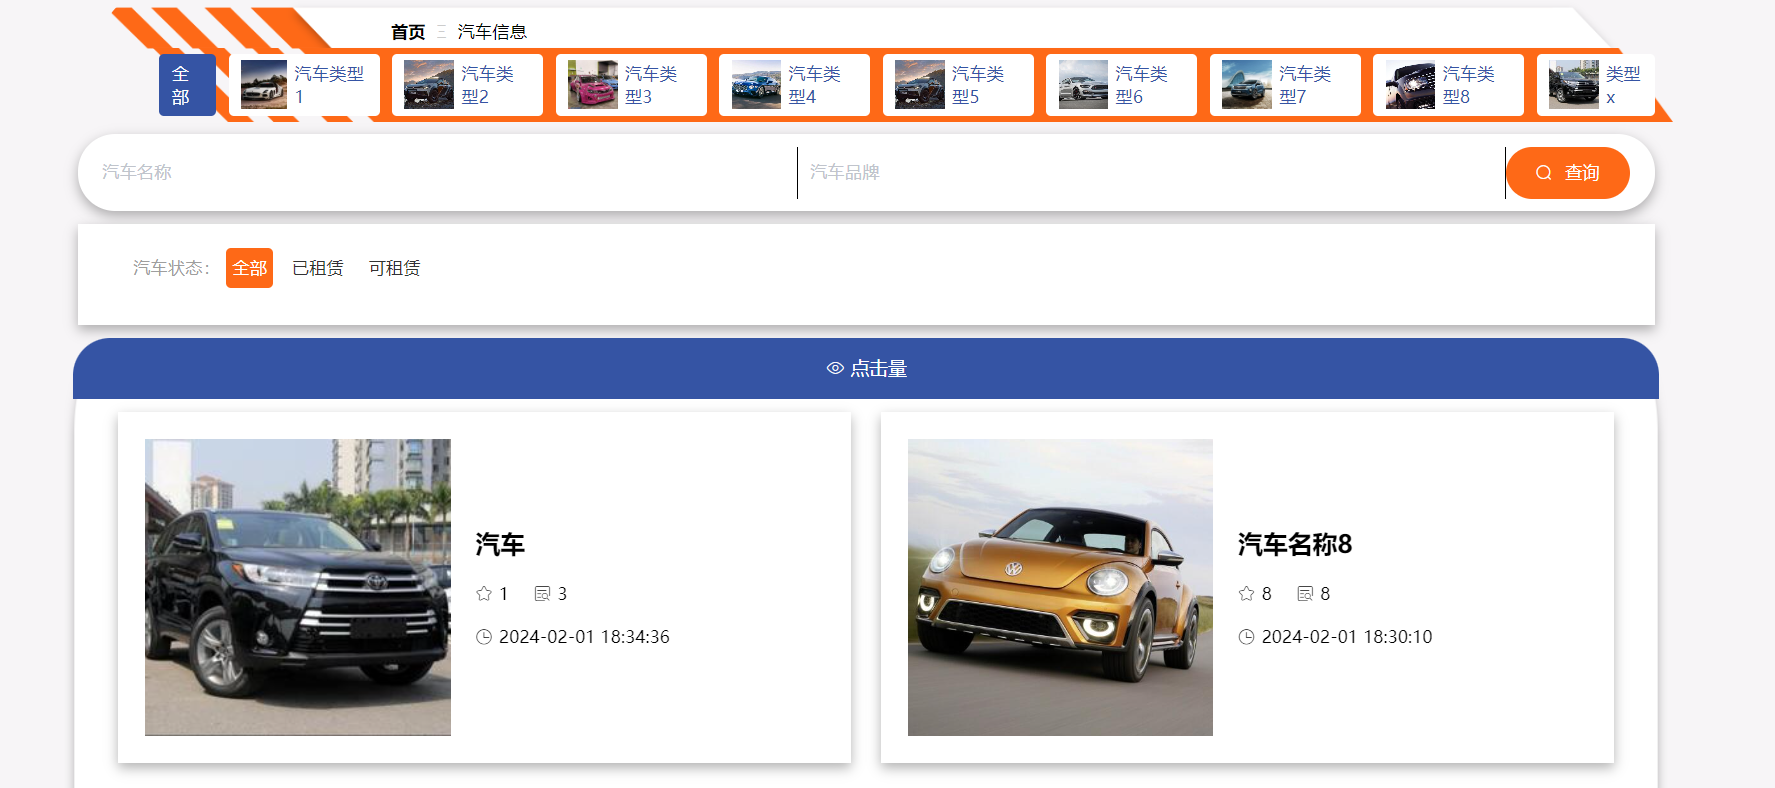 首页 汽车信息
全部
汽车类型1
汽车类型2
汽车类型3
汽车类型4
汽车类型5
汽车类型6
汽车类型7
汽车类型8
类型x
汽车名称 汽车品牌 查询
汽车状态: 全部 已租赁 可租赁
点击量
汽车
1 3
2024-02-01 18:34:36
汽车名称8
8 8
2024-02-01 18:30:10